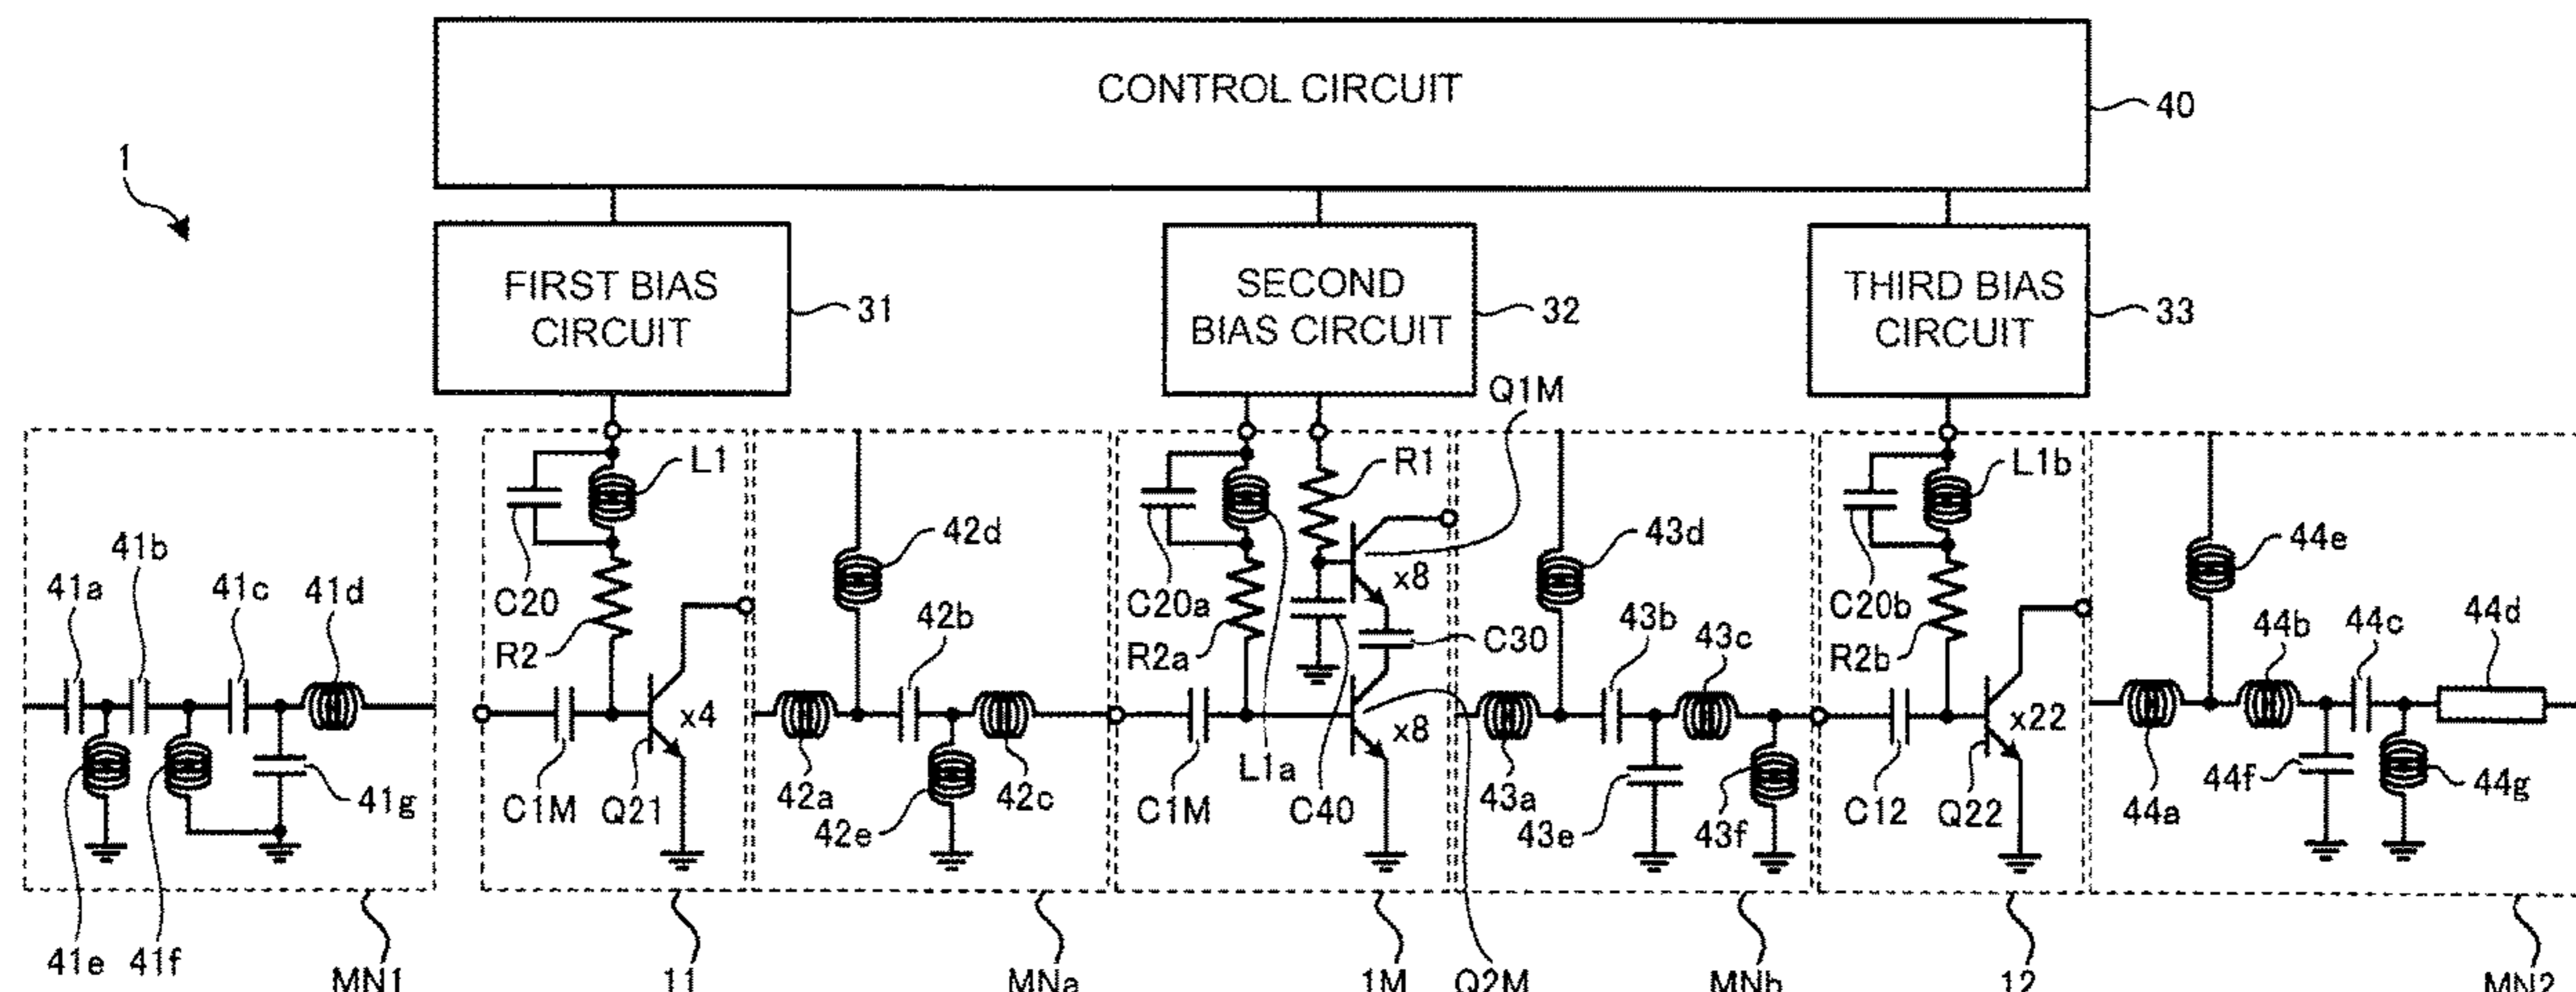 CONTROL CIRCUIT
40
1
FIRST BIAS
CIRCUIT
31
SECOND
BIAS CIRCUIT
32
THIRD BIAS
CIRCUIT
33
Q1M
L1
R1
L1b
41a
41b
41c
41d
C20
R2
42d
42b
C20a
R2a
x8
C30
43d
43b
43c
C20b
R2b
44e
44b
44c
44d
x4
x8
x22
41g
C1M
Q21
42a
42e
42c
C1M
L1a
C40
43a
43e
43f
C12
Q22
44a
44f
44g
41e
41f
MN1
11
MNa
1M
Q2M
MNb
12
MN2